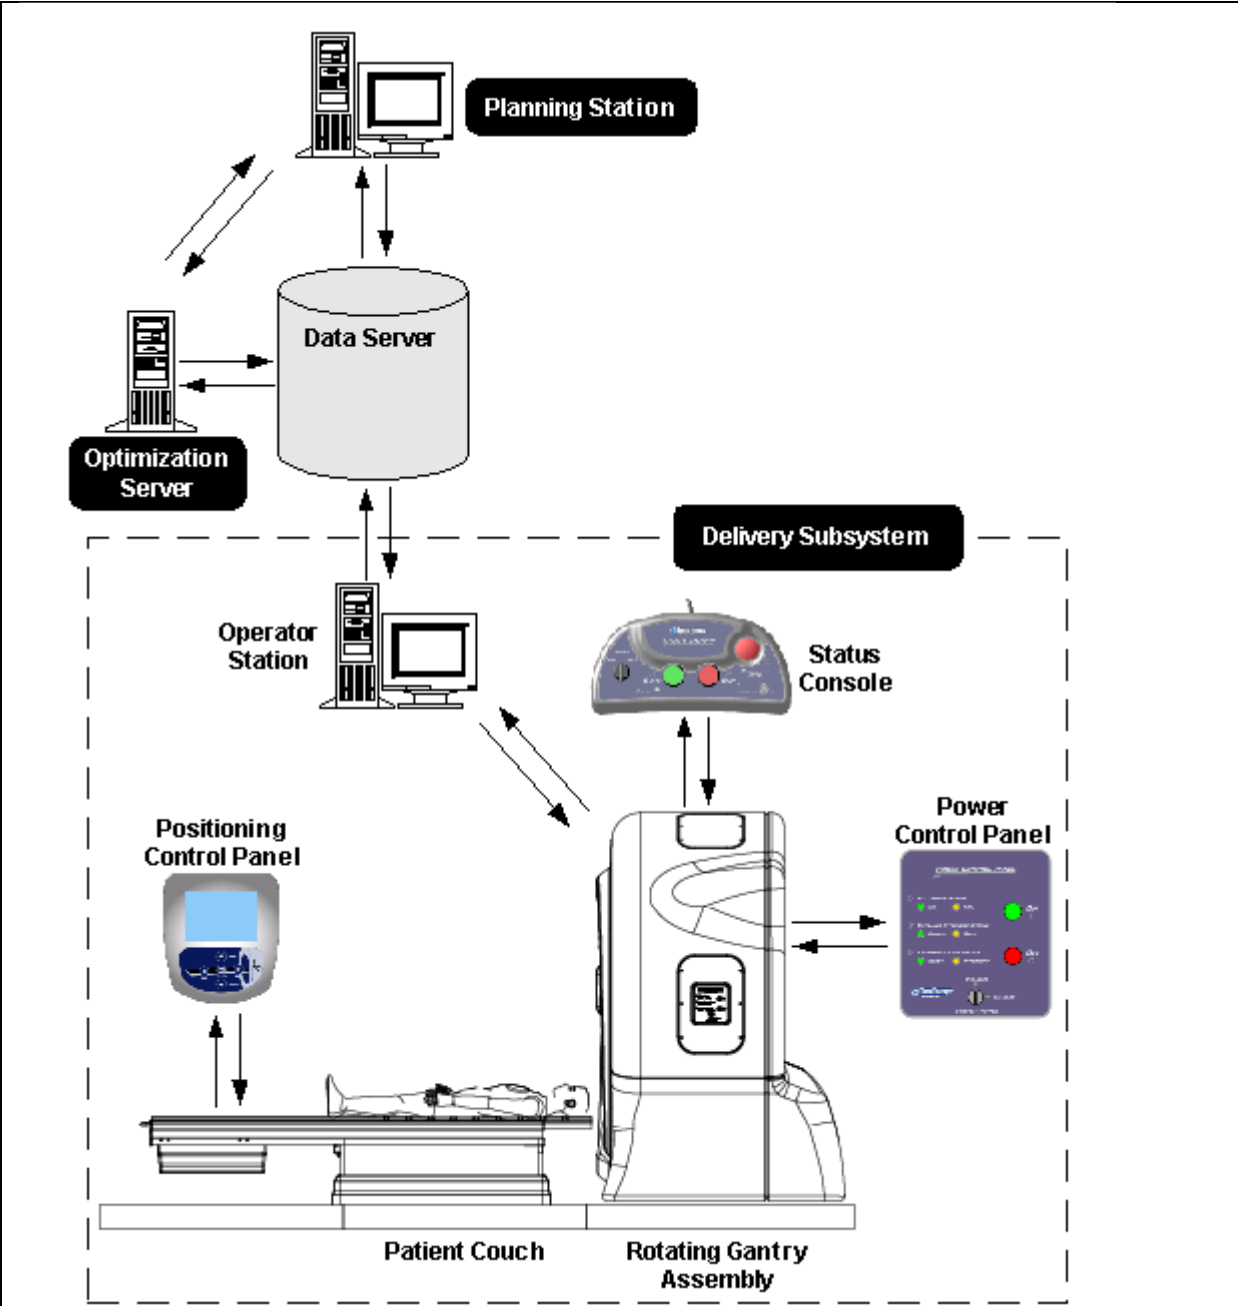 Planning Station
Data Server
Optimization
Server
Delivery Subsystem
Operator
Station
Status
Console
Positioning
Control Panel
Power
Control Panel
Patient Couch
Rotating Gantry
Assembly